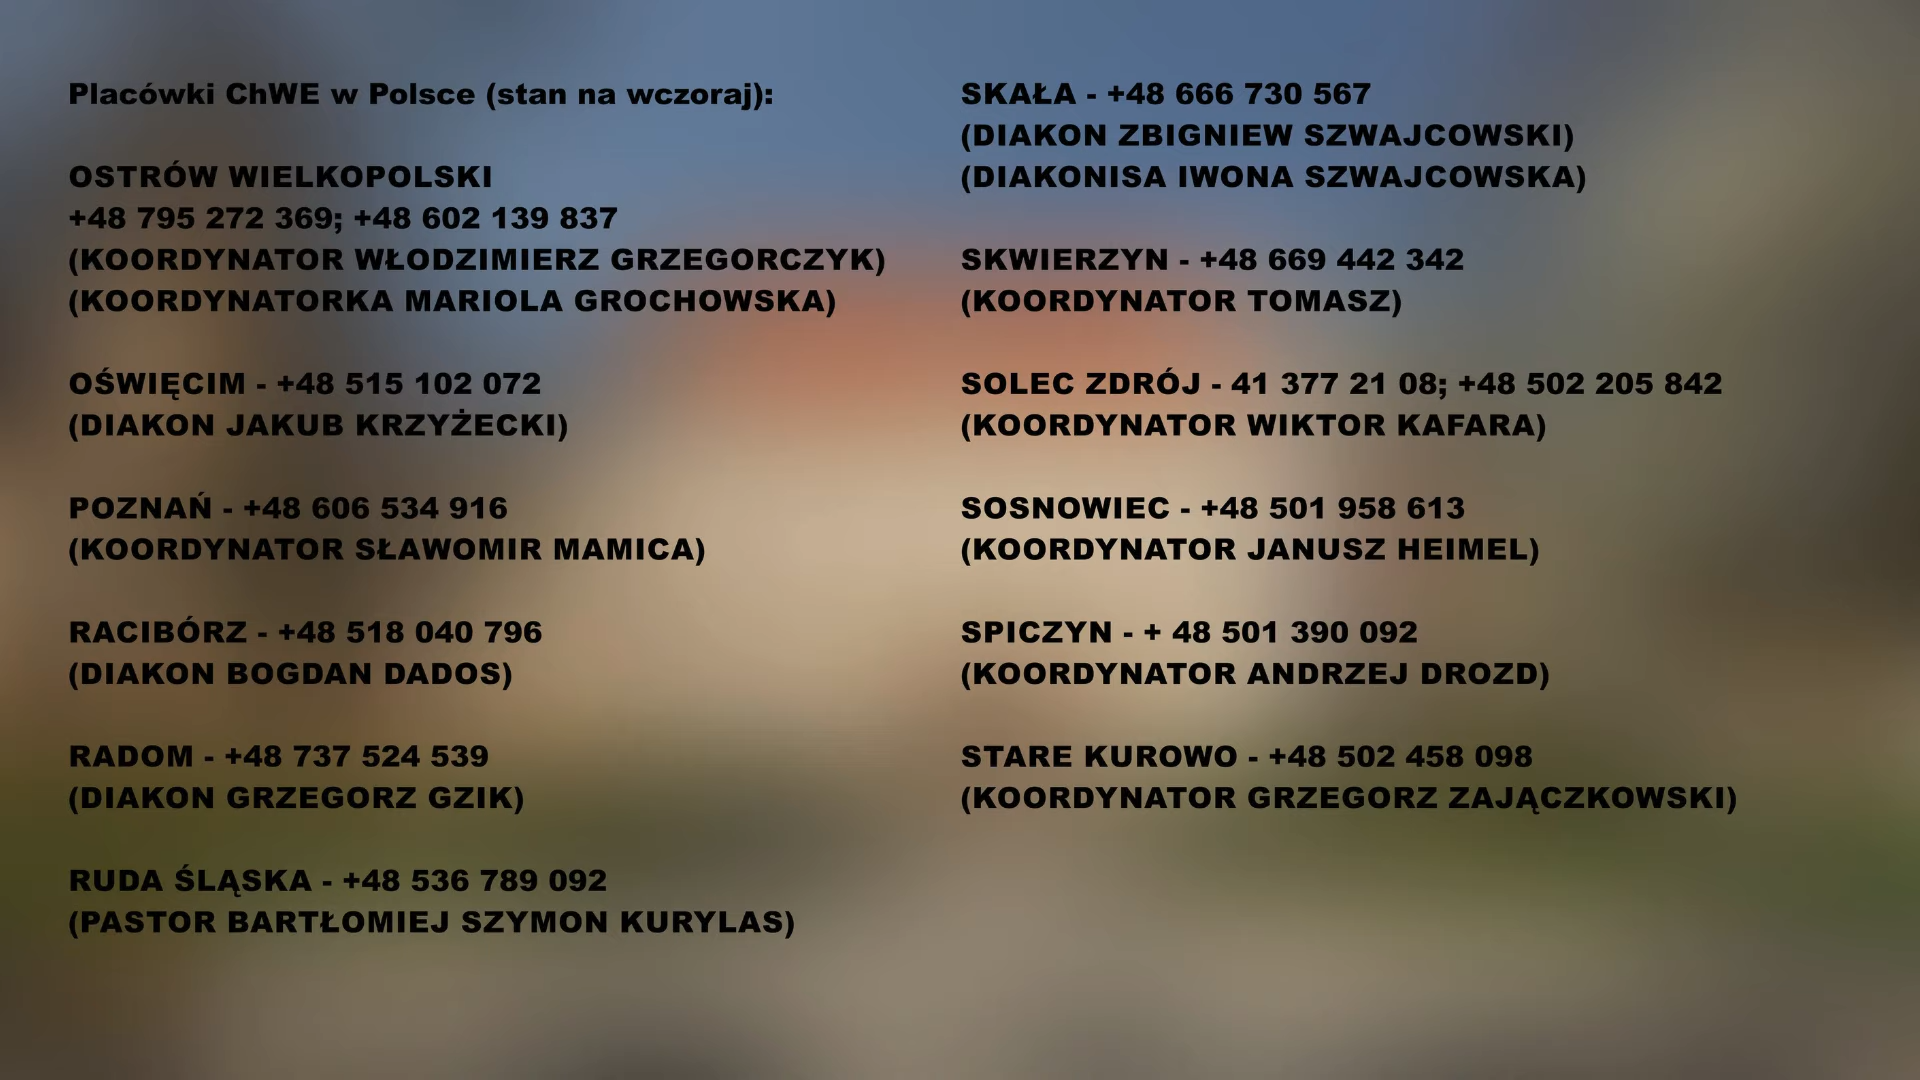 Placówki ChWE w Polsce (stan na wczoraj):
OSTRÓW WIELKOPOLSKI
+48 795 272 369; +48 602 139 837
(KOORDYNATOR WŁODZIMIERZ GRZEGORCZYK)
(KOORDYNATORKA MARIOLA GROCHOWSKA)
OŚWIĘCIM - +48 515 102 072
(DIAKON JAKUB KRZYŻECKI)
POZNAŃ - +48 606 534 916
(KOORDYNATOR SŁAWOMIR MAMICA)
RACIBÓRZ - +48 518 040 796
(DIAKON BOGDAN DADOS)
RADOM - +48 737 524 539
(DIAKON GRZEGORZ GZIK)
RUDA ŚLĄSKA - +48 536 789 092
(PASTOR BARTŁOMIEJ SZYMON KURYLAS)
SKAŁA - +48 666 730 567
(DIAKON ZBIGNIEW SZWAJCOWSKI)
(DIAKONISA IWONA SZWAJCOWSKA)
SKWIERZYN - +48 669 442 342
(KOORDYNATOR TOMASZ)
SOLEC ZDRÓJ - 41 377 21 08; +48 502 205 842
(KOORDYNATOR WIKTOR KAFARA)
SOSNOWIEC - +48 501 958 613
(KOORDYNATOR JANUSZ HEIMEL)
SPICZYN - + 48 501 390 092
(KOORDYNATOR ANDRZEJ DROZD)
STARE KUROWO - +48 502 458 098
(KOORDYNATOR GRZEGORZ ZAJĄCZKOWSKI)